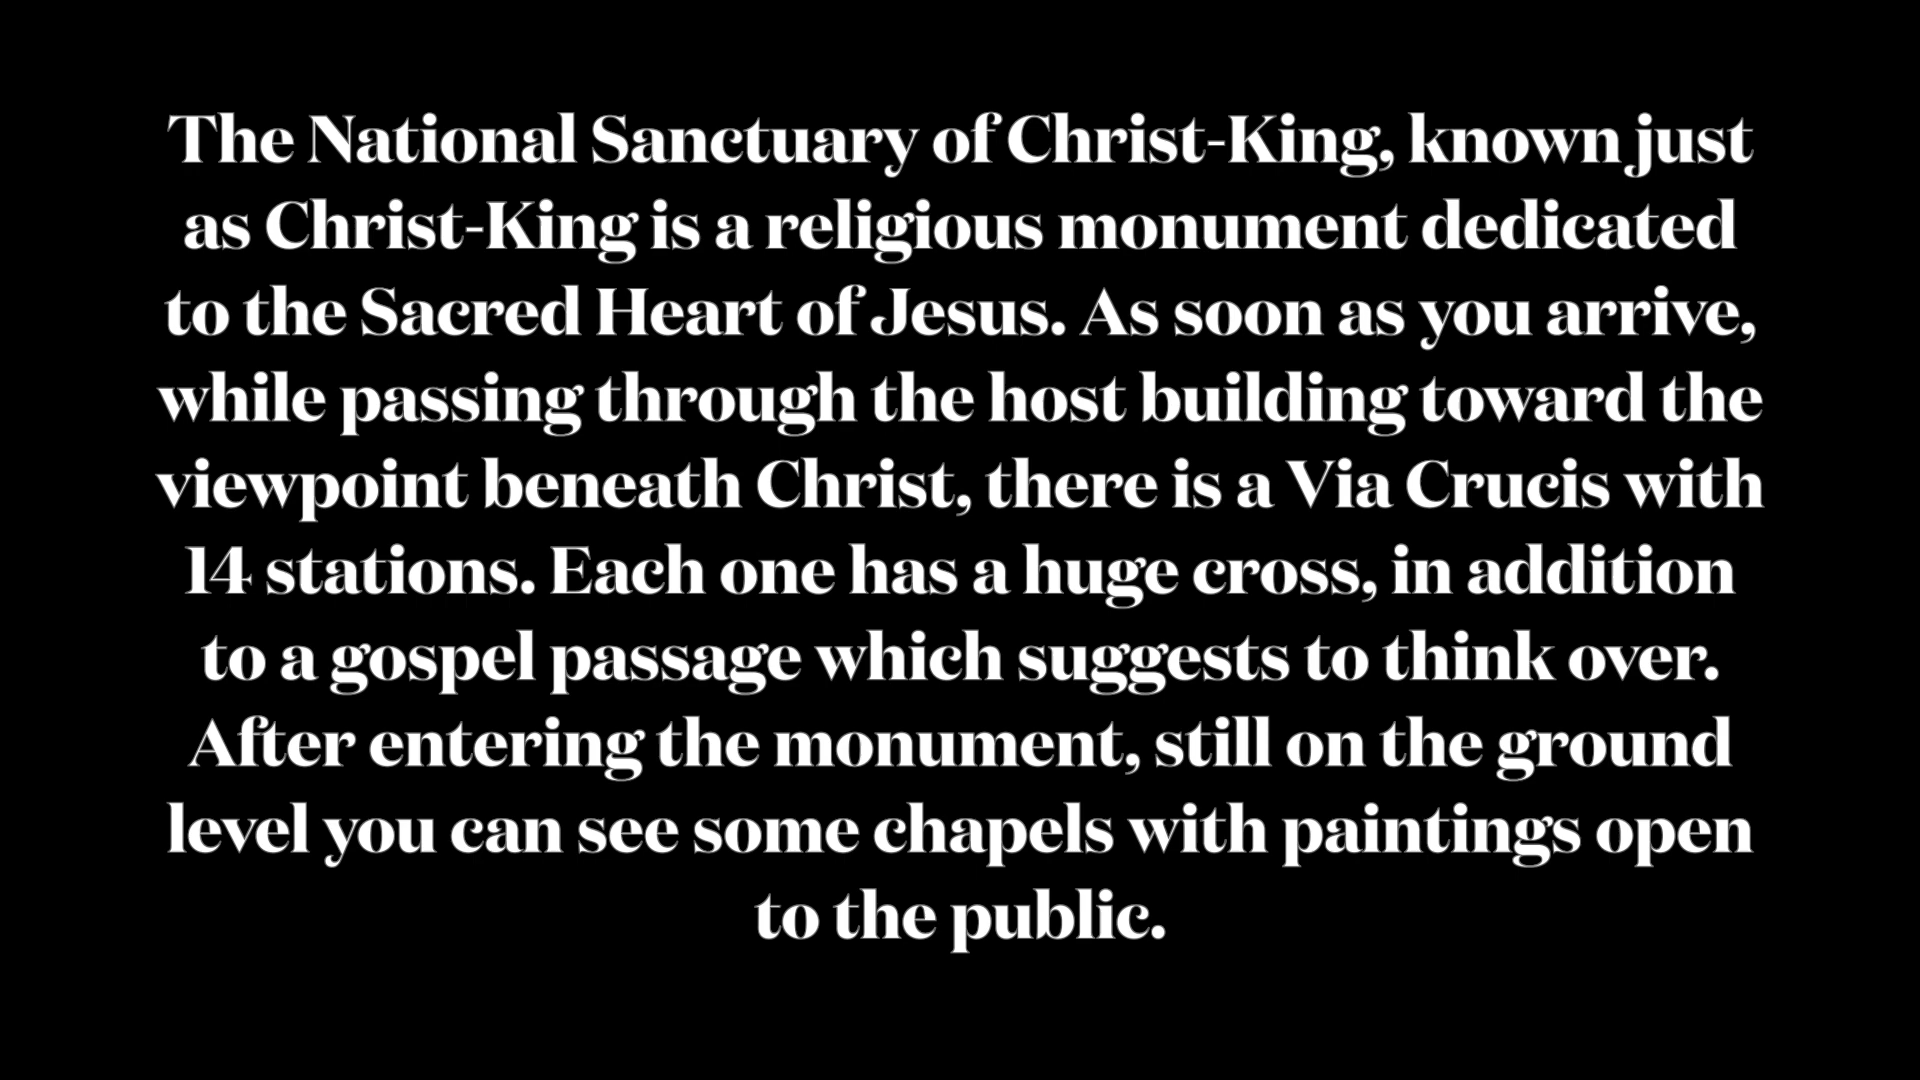 The National Sanctuary of Christ-King, known just
as Christ-King is a religious monument dedicated
to the Sacred Heart of Jesus. As soon as you arrive,
while passing through the host building toward the
viewpoint beneath Christ, there is a Via Crucis with
14 stations. Each one has a huge cross, in addition
to a gospel passage which suggests to think over.
After entering the monument, still on the ground
level you can see some chapels with paintings open
to the public.